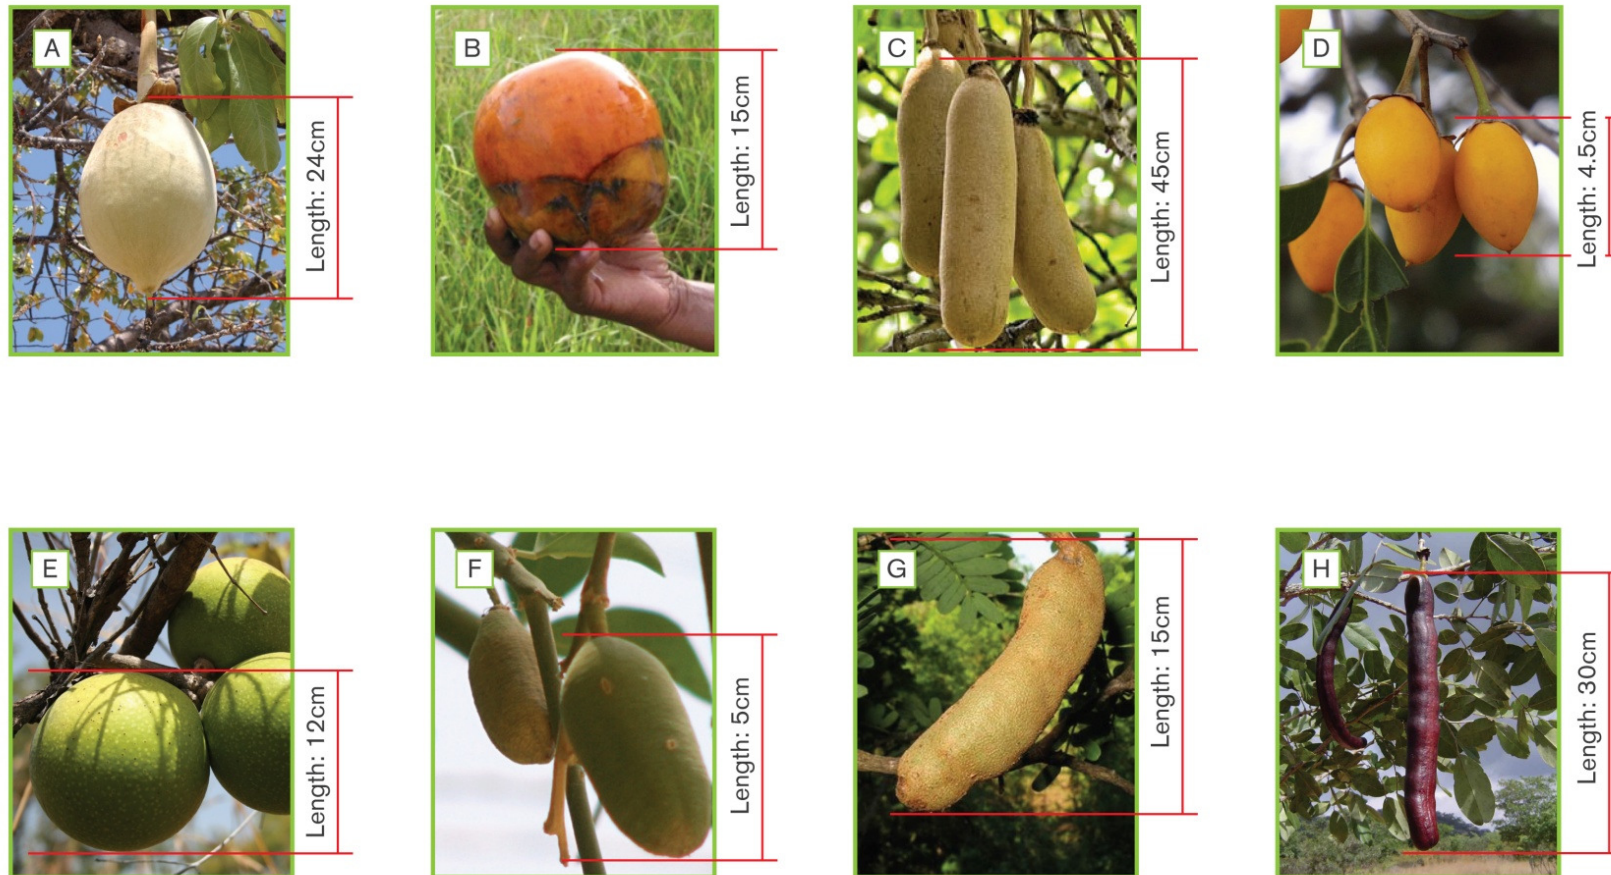 A
Length: 24cm
B
Length: 15cm
C
Length: 45cm
D
Length: 4.5cm
E
Length: 12cm
F
Length: 5cm
G
Length: 15cm
H
Length: 30cm